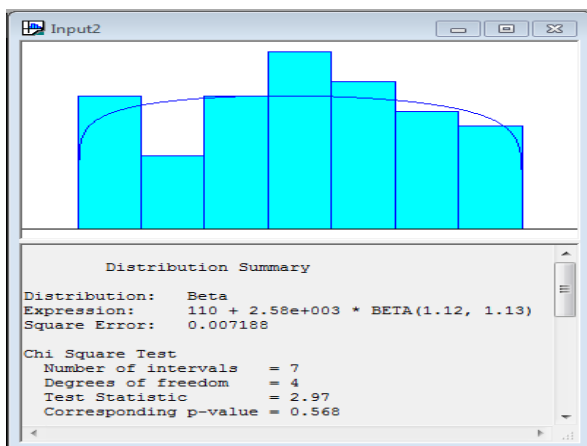 Input2
Distribution Summary
Distribution: Beta
Expression: 110 + 2.58e+003 * BETA(1.12, 1.13)
Square Error: 0.007188
Chi Square Test
Number of intervals = 7
Degrees of freedom = 4
Test Statistic = 2.97
Corresponding p-value = 0.568